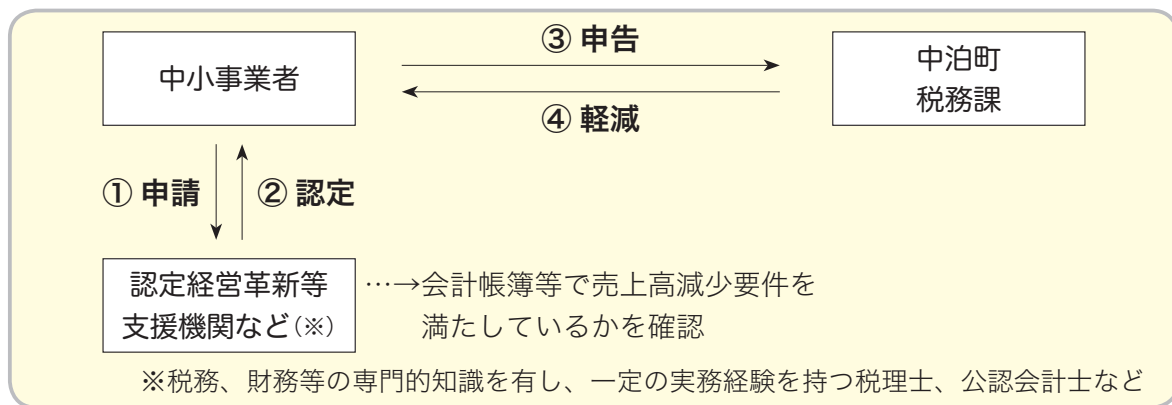 ③ 申告
中小事業者
中泊町
税務課
④ 軽減
① 申請
② 認定
認定経営革新等
支援機関など(※)
…→会計帳簿等で売上高減少要件を
満たしているかを確認
※税務、財務等の専門的知識を有し、一定の実務経験を持つ税理士、公認会計士など